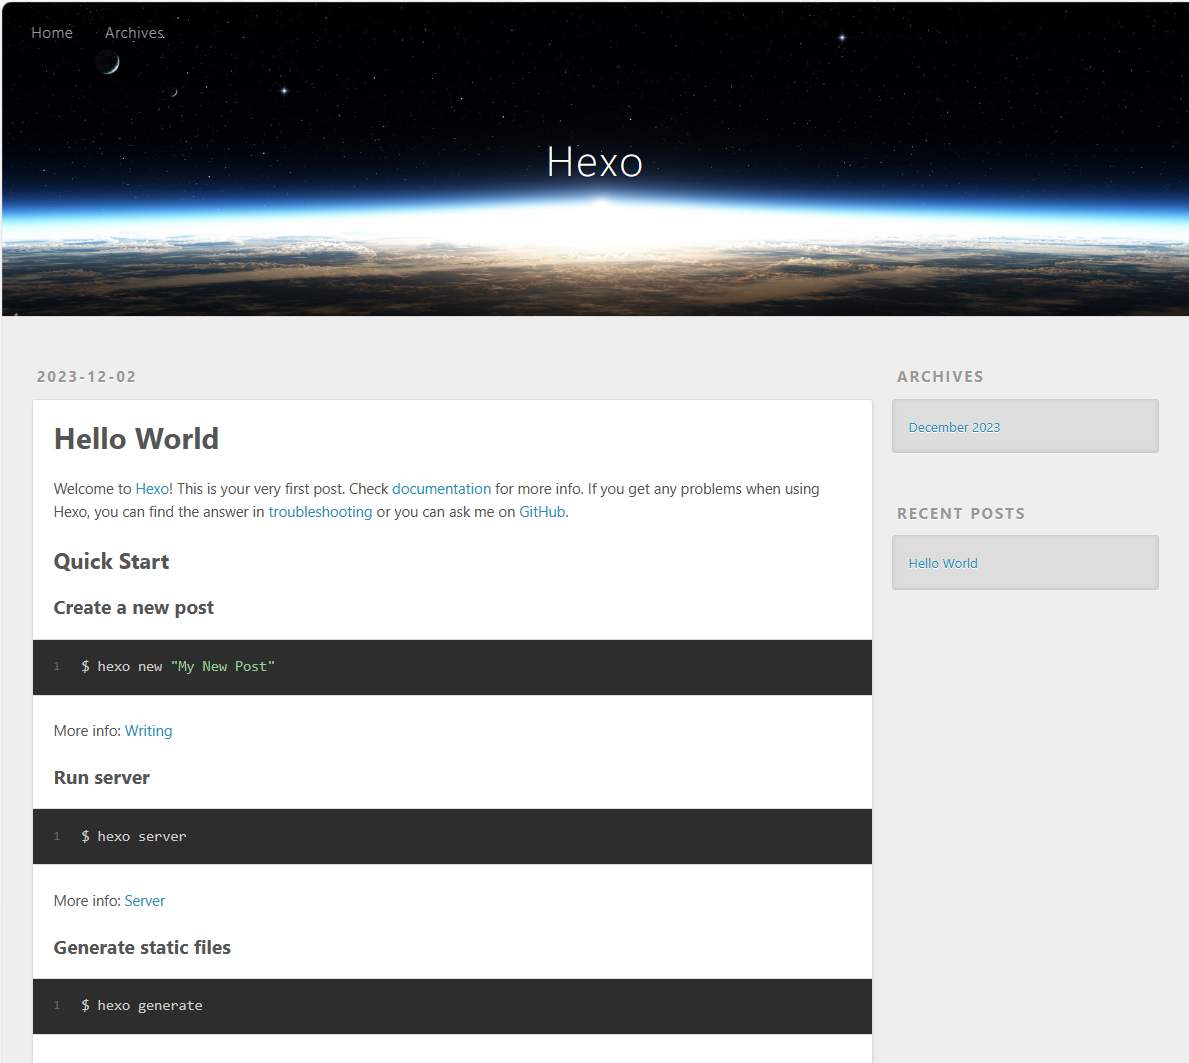 Home Archives
Hexo
2023-12-02
Hello World
Welcome to Hexo! This is your very first post. Check documentation for more info. If you get any problems when using
Hexo, you can find the answer in troubleshooting or you can ask me on GitHub.
Quick Start
Create a new post
1 $ hexo new "My New Post"
More info: Writing
Run server
1 $ hexo server
More info: Server
Generate static files
1 $ hexo generate
ARCHIVES
December 2023
RECENT POSTS
Hello World